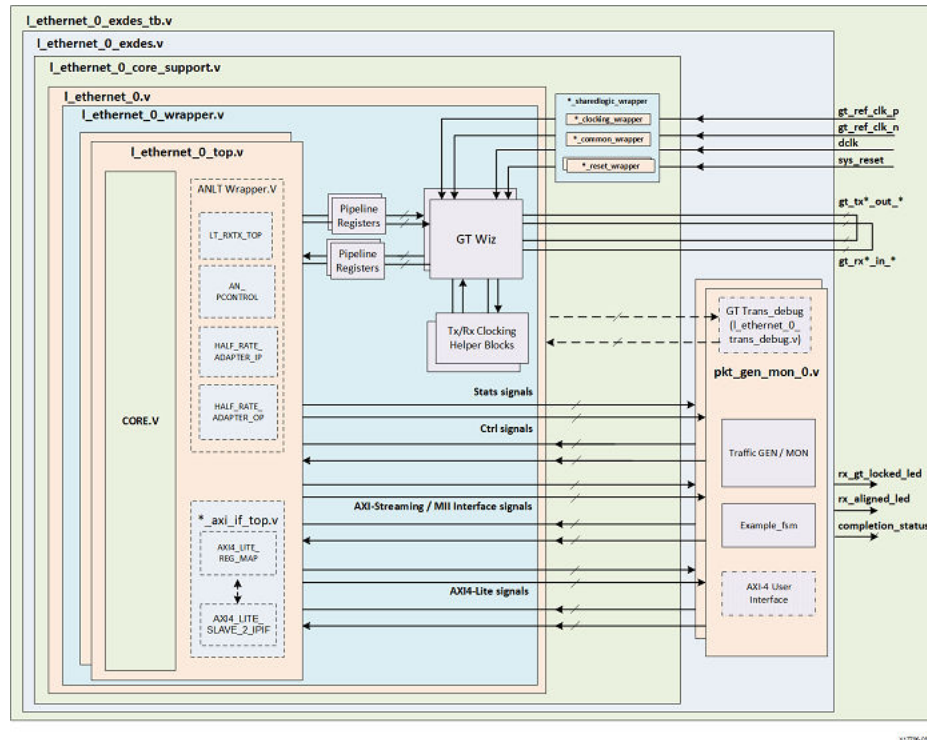 l_ethernet_0_exdes_tb.v
l_ethernet_0_exdes.v
l_ethernet_0_core_support.v
l_ethernet_0.v
l_ethernet_0_wrapper.v
l_ethernet_0_top.v
CORE.V
ANLT Wrapper.V
LT_RXTX_TOP
AN_
PCONTROL
HALF_RATE_
ADAPTER_IP
HALF_RATE_
ADAPTER_OP
*_axi_if_top.v
AXI4_LITE_
REG_MAP
AXI4_LITE_
SLAVE_2_IPIF
Pipeline
Registers
Pipeline
Registers
GT Wiz
Tx/Rx Clocking
Helper Blocks
*_sharedlogic_wrapper
*_clocking_wrapper
*_common_wrapper
*_reset_wrapper
gt_ref_clk_p
gt_ref_clk_n
dclk
sys_reset
gt_tx*_out_*
gt_rx*_in_*
Stats signals
Ctrl signals
AXI-Streaming / MII Interface signals
AXI4-Lite signals
GT Trans_debug
(l_ethernet_0_
trans_debug.v)
pkt_gen_mon_0.v
Traffic GEN / MON
Example_fsm
AXI-4 User
Interface
rx_gt_locked_led
rx_aligned_led
completion_status